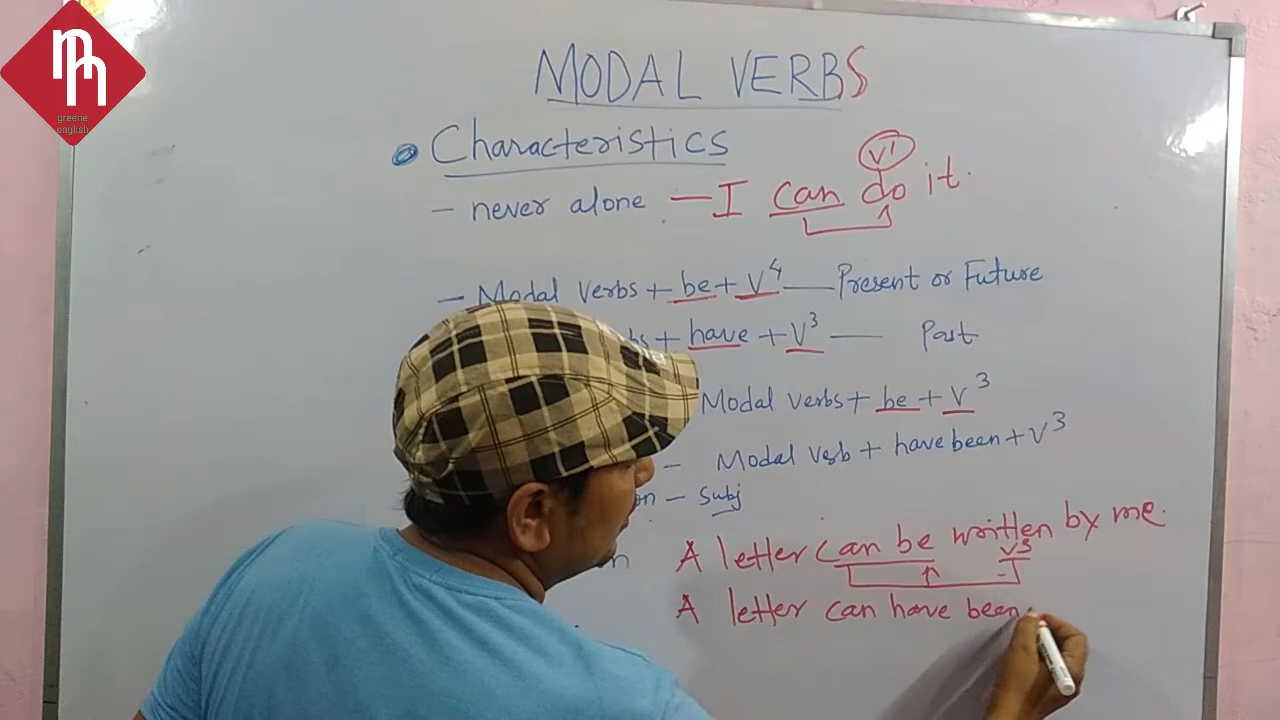 greene
english
MODAL VERBS
Characteristics
V1
- never alone — I can do it.
- Modal verbs + be + V4 — Present or Future
+ have + V3 — Past
Modal verbs + be + V3
- Modal verb + have been + V3
- Subj
A letter can be written by me.
V3
A letter can have been